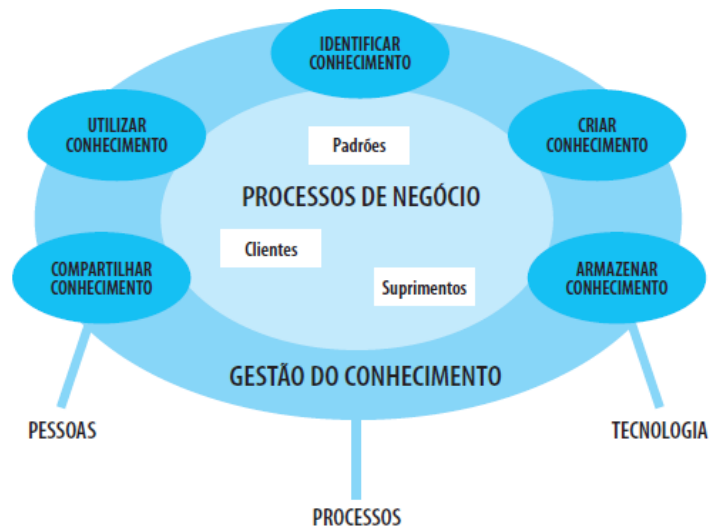 IDENTIFICAR
CONHECIMENTO
UTILIZAR
CONHECIMENTO
CRIAR
CONHECIMENTO
Padrões
PROCESSOS DE NEGÓCIO
Clientes
Suprimentos
COMPARTILHAR
CONHECIMENTO
ARMAZENAR
CONHECIMENTO
GESTÃO DO CONHECIMENTO
PESSOAS
TECNOLOGIA
PROCESSOS